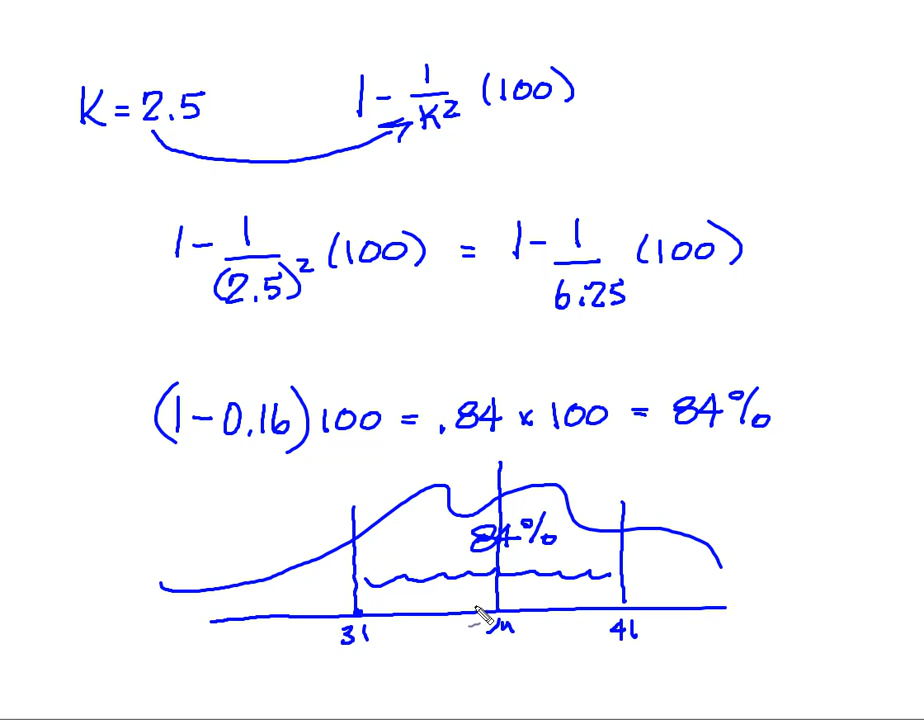 K = 2.5 1 - 1/K² (100)
1 - 1/(2.5)² (100) = 1 - 1/6.25 (100)
(1 - 0.16) 100 = .84 × 100 = 84%
84%
31 41